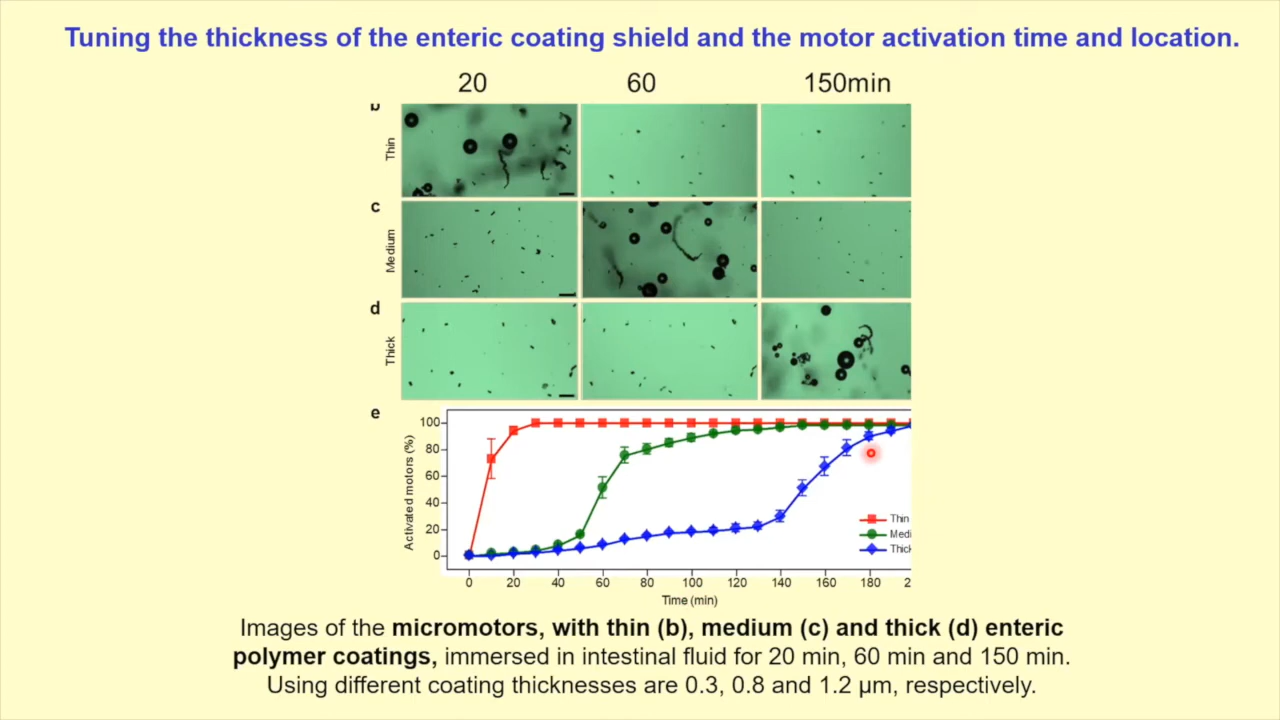 Tuning the thickness of the enteric coating shield and the motor activation time and location.
20 60 150min
b
Thin
c
Medium
d
Thick
e
Activated motors (%)
100
80
60
40
20
0
Thin
Medi
Thick
0 20 40 60 80 100 120 140 160 180 2
Time (min)
Images of the micromotors, with thin (b), medium (c) and thick (d) enteric
polymer coatings, immersed in intestinal fluid for 20 min, 60 min and 150 min.
Using different coating thicknesses are 0.3, 0.8 and 1.2 μm, respectively.